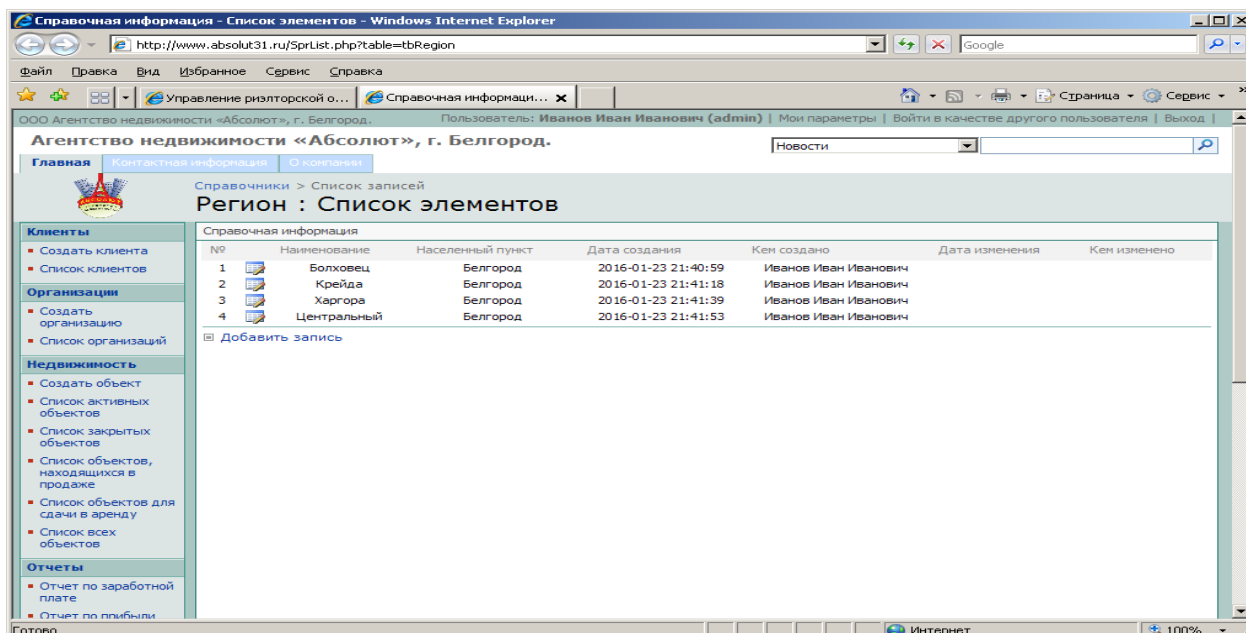 Справочная информация - Список элементов - Windows Internet Explorer
http://www.absolut31.ru/SprList.php?table=tbRegion
Google
Файл Правка Вид Избранное Сервис Справка
Управление риэлторской о... Справочная информаци... Страница Сервис
ООО Агентство недвижимости «Абсолют», г. Белгород. Пользователь: Иванов Иван Иванович (admin) | Мои параметры | Войти в качестве другого пользователя | Выход |
Агентство недвижимости «Абсолют», г. Белгород.
Новости
Главная Контактная информация О компании
Справочники > Список записей
Регион : Список элементов
Клиенты
Создать клиента
Список клиентов
Организации
Создать
организацию
Список организаций
Недвижимость
Создать объект
Список активных
объектов
Список закрытых
объектов
Список объектов,
находящихся в
продаже
Список объектов для
сдачи в аренду
Список всех
объектов
Отчеты
Отчет по заработной
плате
Отчет по прибыли
Справочная информация
№ Наименование Населенный пункт Дата создания Кем создано Дата изменения Кем изменено
1 Болховец Белгород 2016-01-23 21:40:59 Иванов Иван Иванович
2 Крейда Белгород 2016-01-23 21:41:18 Иванов Иван Иванович
3 Харгора Белгород 2016-01-23 21:41:39 Иванов Иван Иванович
4 Центральный Белгород 2016-01-23 21:41:53 Иванов Иван Иванович
Добавить запись
Готово Интернет 100%